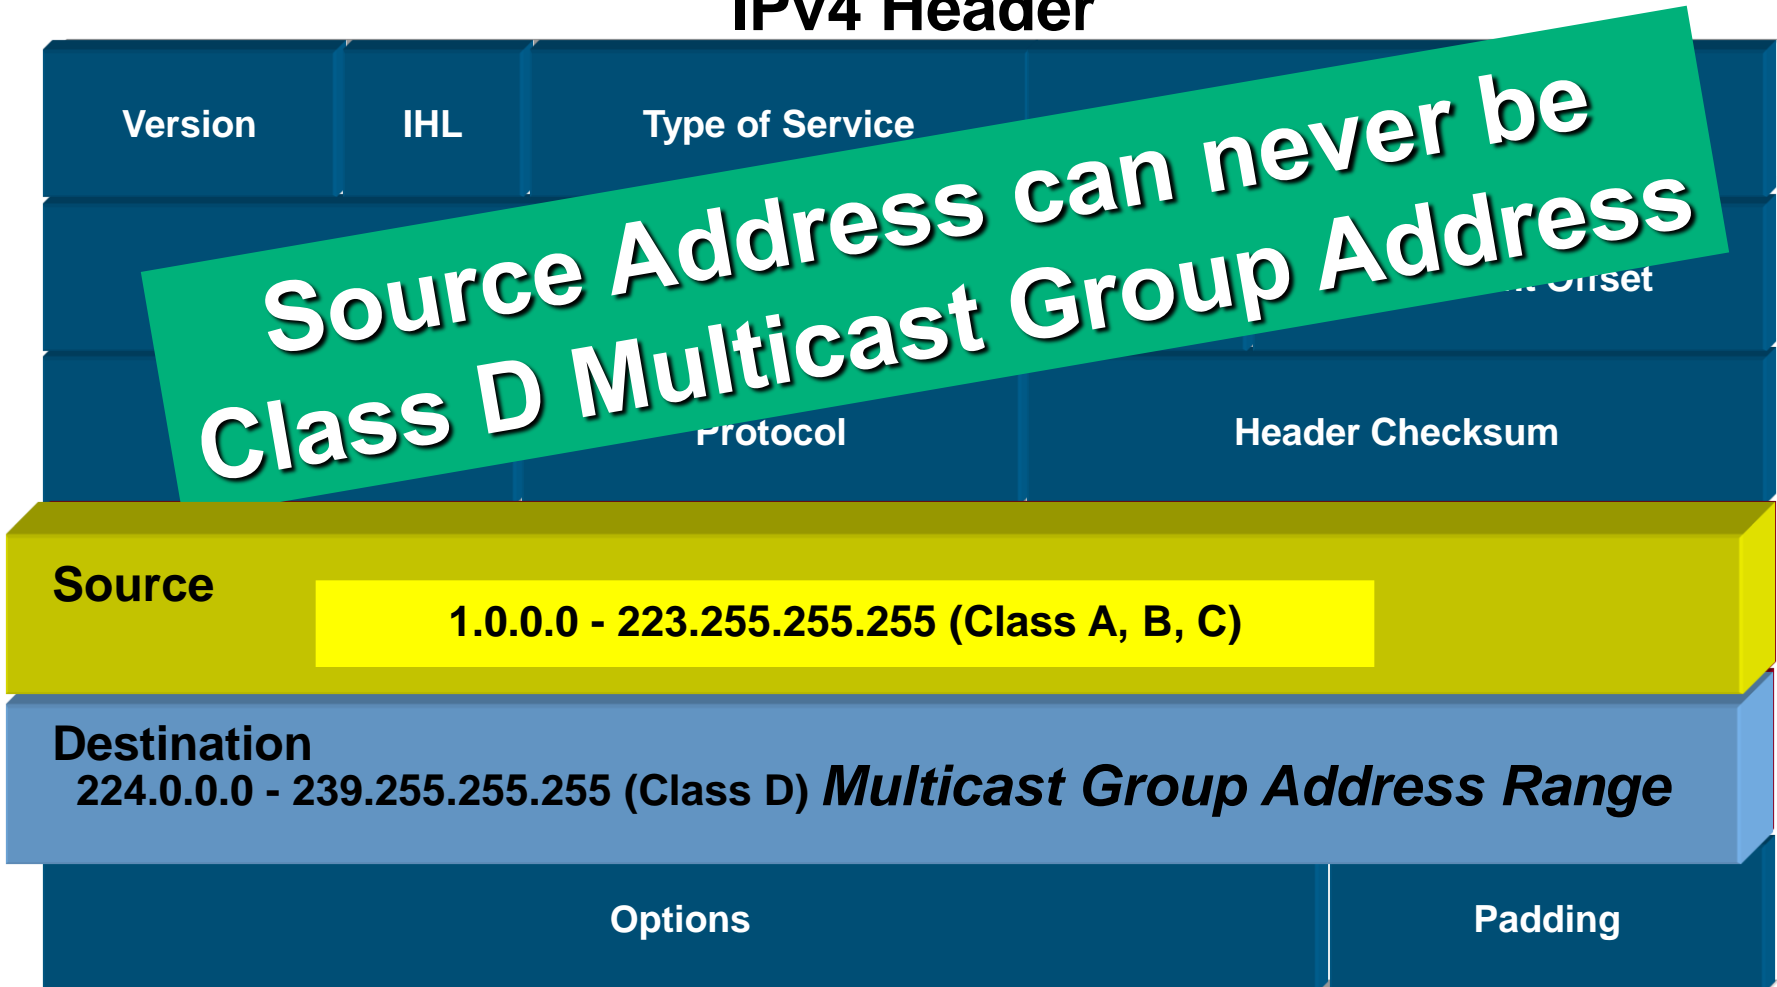 IPv4 Header
Version IHL Type of Service
Source Address can never be
Class D Multicast Group Address
Offset
Protocol Header Checksum
Source
1.0.0.0 - 223.255.255.255 (Class A, B, C)
Destination
224.0.0.0 - 239.255.255.255 (Class D) Multicast Group Address Range
Options Padding